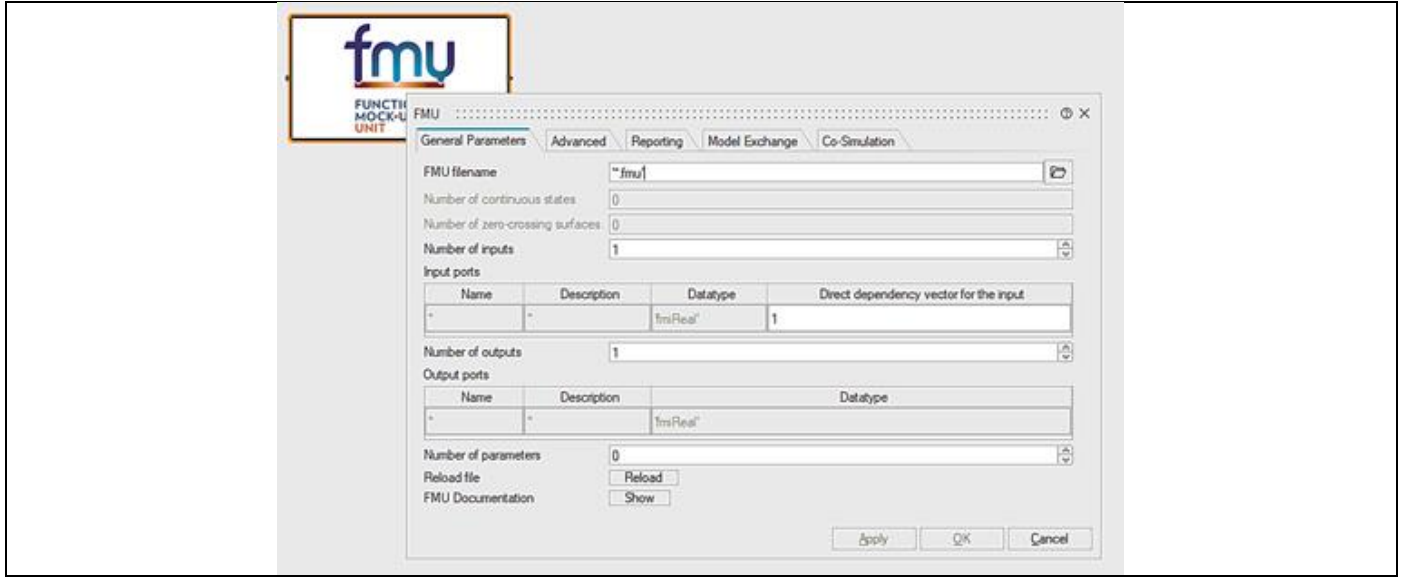 fmu
FUNCTIO
MOCK-U
UNIT
FMU
General Parameters Advanced Reporting Model Exchange Co-Simulation
FMU filename "*.fmu'
Number of continuous states 0
Number of zero-crossing surfaces 0
Number of inputs 1
Input ports
Name Description Datatype Direct dependency vector for the input
'fmiReal" 1
Number of outputs 1
Output ports
Name Description Datatype
'fmiReal"
Number of parameters 0
Reload file Reload
FMU Documentation Show
Apply OK Cancel